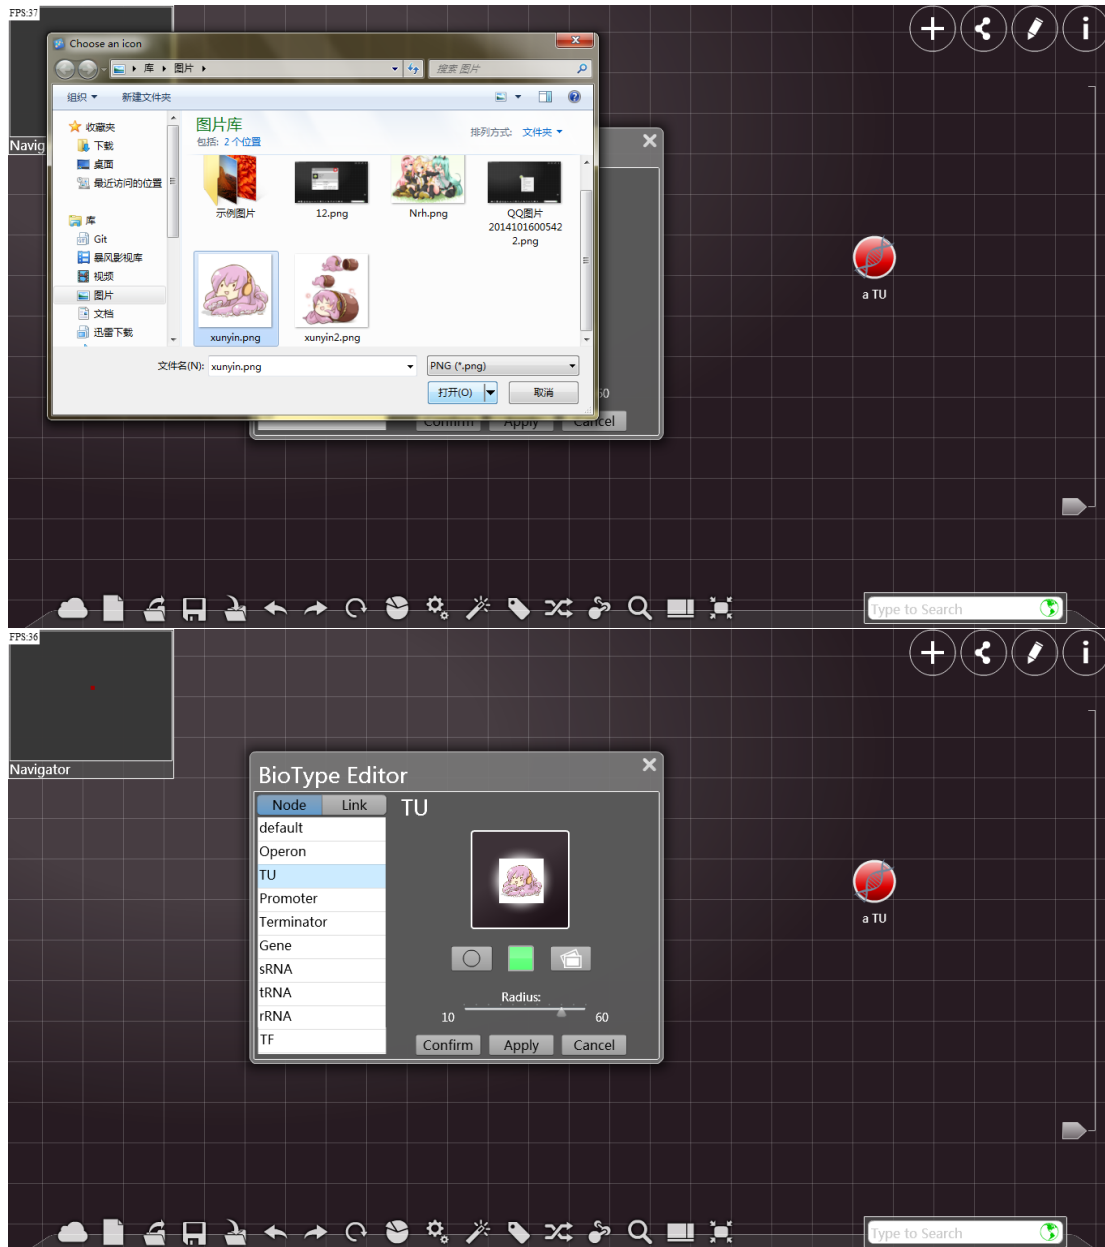 FPS:37
Choose an icon
库 图片
搜索 图片
组织 新建文件夹
收藏夹
下载
桌面
最近访问的位置
库
Git
暴风影视库
视频
图片
文档
迅雷下载
图片库
包括: 2 个位置
排列方式: 文件夹
示例图片
12.png
Nrh.png
QQ图片
2014101600542
2.png
xunyin.png
xunyin2.png
文件名(N): xunyin.png
PNG (*.png)
打开(O) 取消
Navig
60
Confirm Apply Cancel
a TU
Type to Search
FPS:36
Navigator
BioType Editor
Node Link
TU
default
Operon
TU
Promoter
Terminator
Gene
sRNA
tRNA
rRNA
TF
Radius:
10 60
Confirm Apply Cancel
a TU
Type to Search